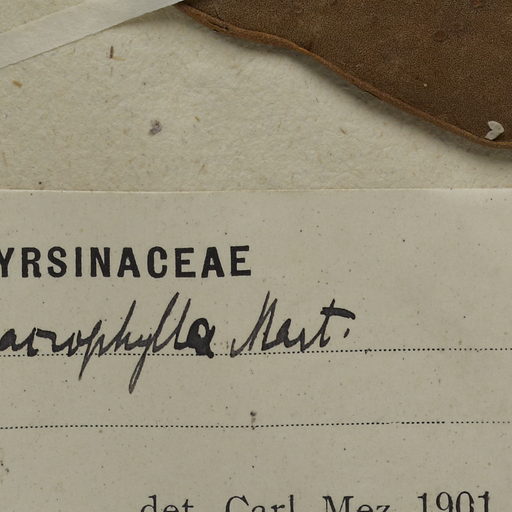 YRSINACEAE
acrophylla Mart.
det. Carl Mez 1901